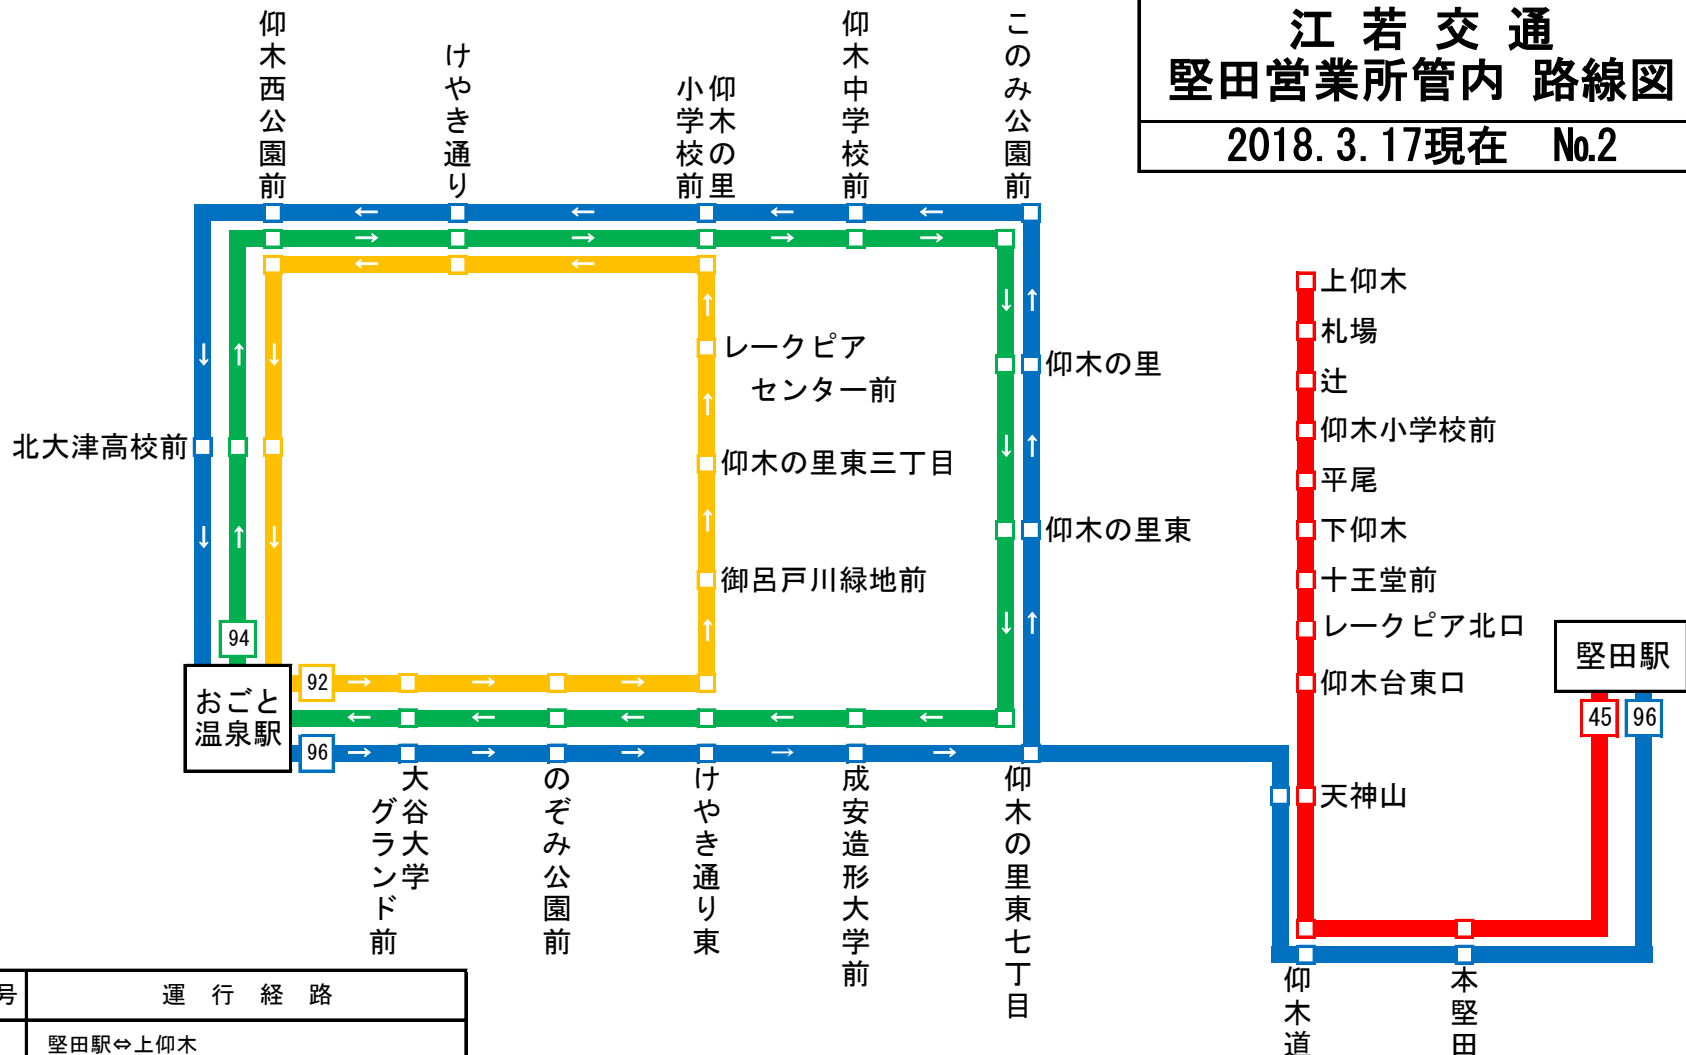 江若交通
堅田営業所管内 路線図
2018.3.17現在 No.2
仰木西公園前
けやき通り
仰木の里
小学校前
仰木中学校前
このみ公園前
レークピア
センター前
仰木の里東三丁目
御呂戸川緑地前
北大津高校前
仰木の里
仰木の里東
上仰木
札場
辻
仰木小学校前
平尾
下仰木
十王堂前
レークピア北口
仰木台東口
天神山
堅田駅
45
96
94
92
96
おごと
温泉駅
大谷大学
グランド前
のぞみ公園前
けやき通り東
成安造形大学前
仰木の里東七丁目
仰木道
本堅田
号
運行経路
堅田駅⇔上仰木